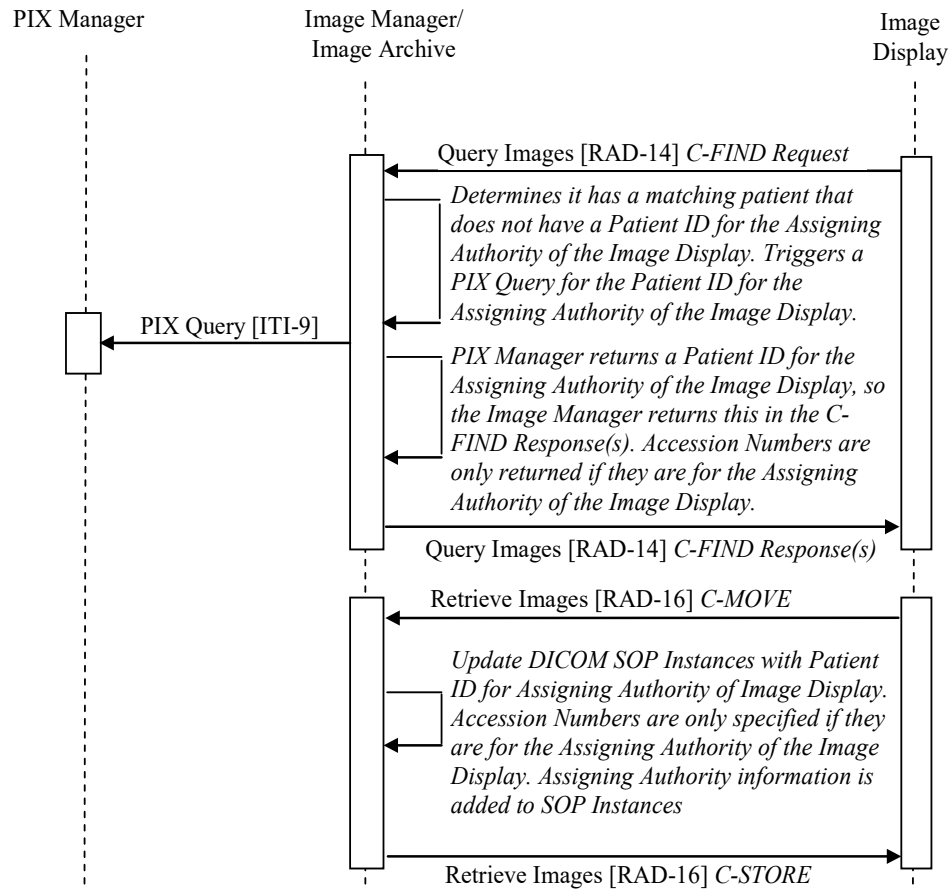 PIX Manager
Image Manager/
Image Archive
Image
Display
Query Images [RAD-14] C-FIND Request
Determines it has a matching patient that
does not have a Patient ID for the Assigning
Authority of the Image Display. Triggers a
PIX Query for the Patient ID for the
Assigning Authority of the Image Display.
PIX Query [ITI-9]
PIX Manager returns a Patient ID for the
Assigning Authority of the Image Display, so
the Image Manager returns this in the C-
FIND Response(s). Accession Numbers are
only returned if they are for the Assigning
Authority of the Image Display.
Query Images [RAD-14] C-FIND Response(s)
Retrieve Images [RAD-16] C-MOVE
Update DICOM SOP Instances with Patient
ID for Assigning Authority of Image Display.
Accession Numbers are only specified if they
are for the Assigning Authority of the Image
Display. Assigning Authority information is
added to SOP Instances
Retrieve Images [RAD-16] C-STORE